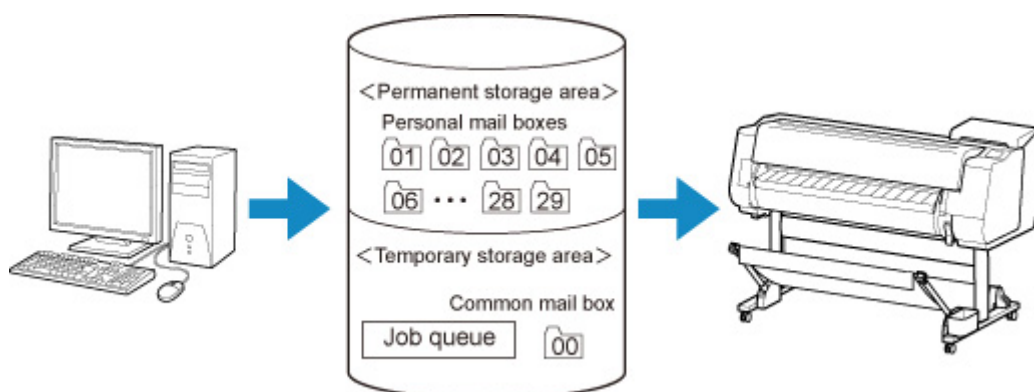 <Permanent storage area>
Personal mail boxes
01 02 03 04 05
06 ••• 28 29
<Temporary storage area>
Common mail box
Job queue 00